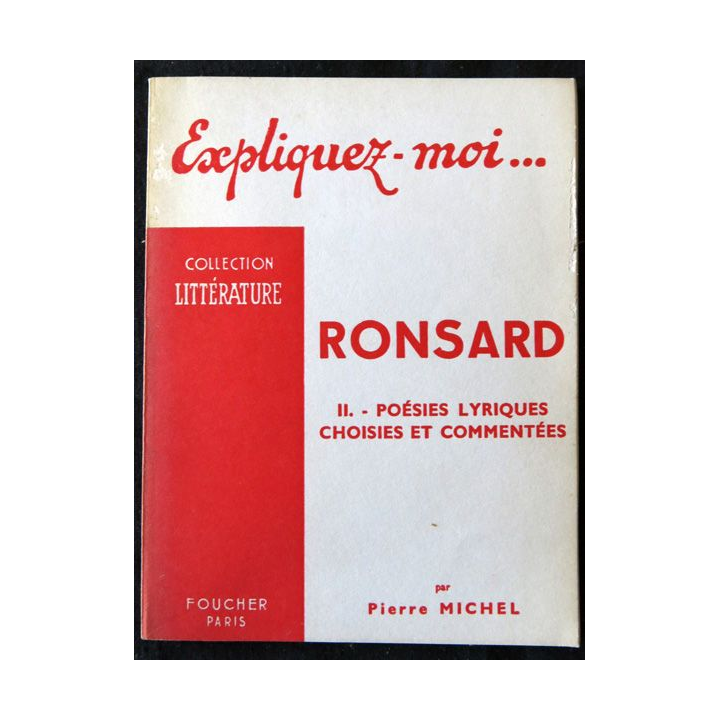 Expliquez-moi...
COLLECTION
LITTÉRATURE
RONSARD
II. - POÉSIES LYRIQUES
CHOISIES ET COMMENTÉES
par
Pierre MICHEL
FOUCHER
PARIS